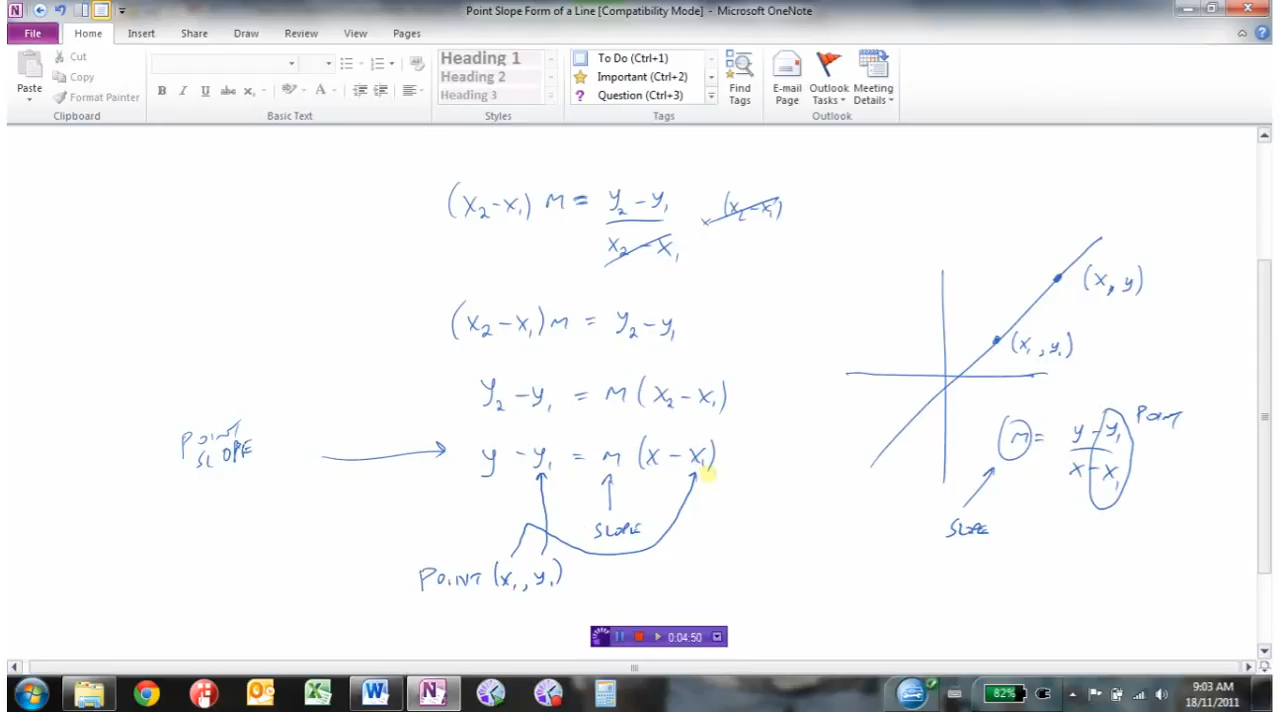 Point Slope Form of a Line [Compatibility Mode] - Microsoft OneNote
File Home Insert Share Draw Review View Pages
Paste
Cut
Copy
Format Painter
Clipboard
B I U abc X₂ A
Basic Text
Heading 1
Heading 2
Heading 3
Styles
To Do (Ctrl+1)
Important (Ctrl+2)
Question (Ctrl+3)
Tags
Find Tags
E-mail Page
Outlook Tasks
Meeting Details
Outlook
(x₂-x₁) M = y₂-y₁ x (x₂-x₁)
x₂-x₁
(x₂-x₁)M = y₂-y₁
y₂-y₁ = M(x₂-x₁)
POINT
SLOPE
y - y₁ = M (x - x₁)
SLOPE
POINT (x₁, y₁)
(x, y)
(x₁, y₁)
M = y - y₁
x - x₁
POINT
SLOPE
0:04:50
82%
9:03 AM
18/11/2011